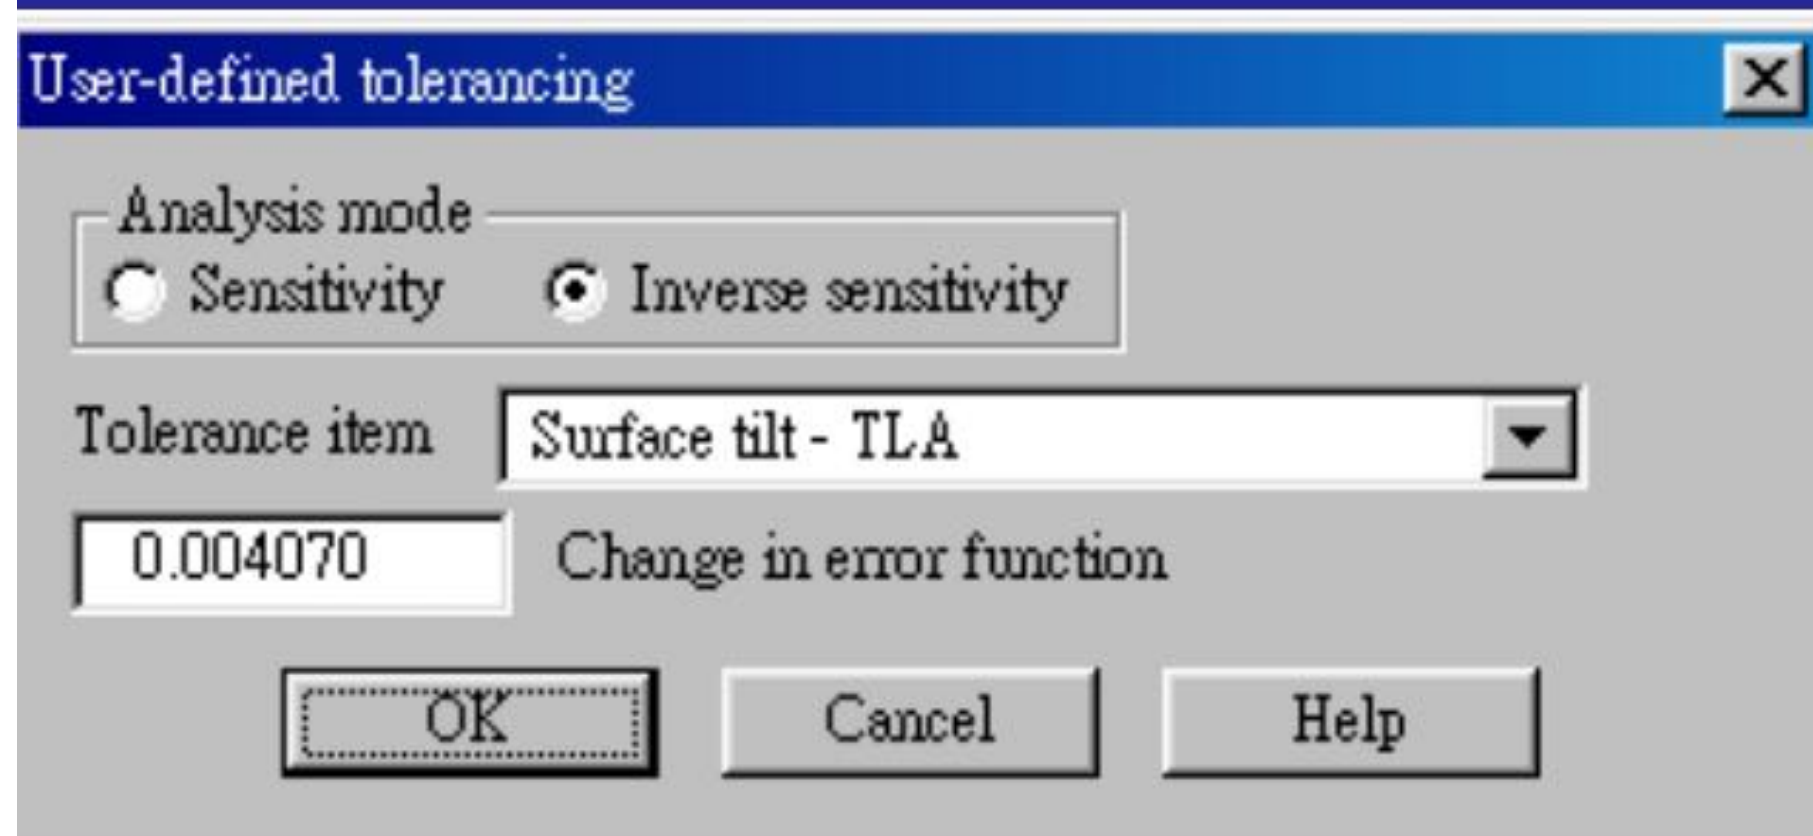 User-defined tolerancing
Analysis mode
Sensitivity Inverse sensitivity
Tolerance item Surface tilt - TLA
0.004070 Change in error function
OK Cancel Help